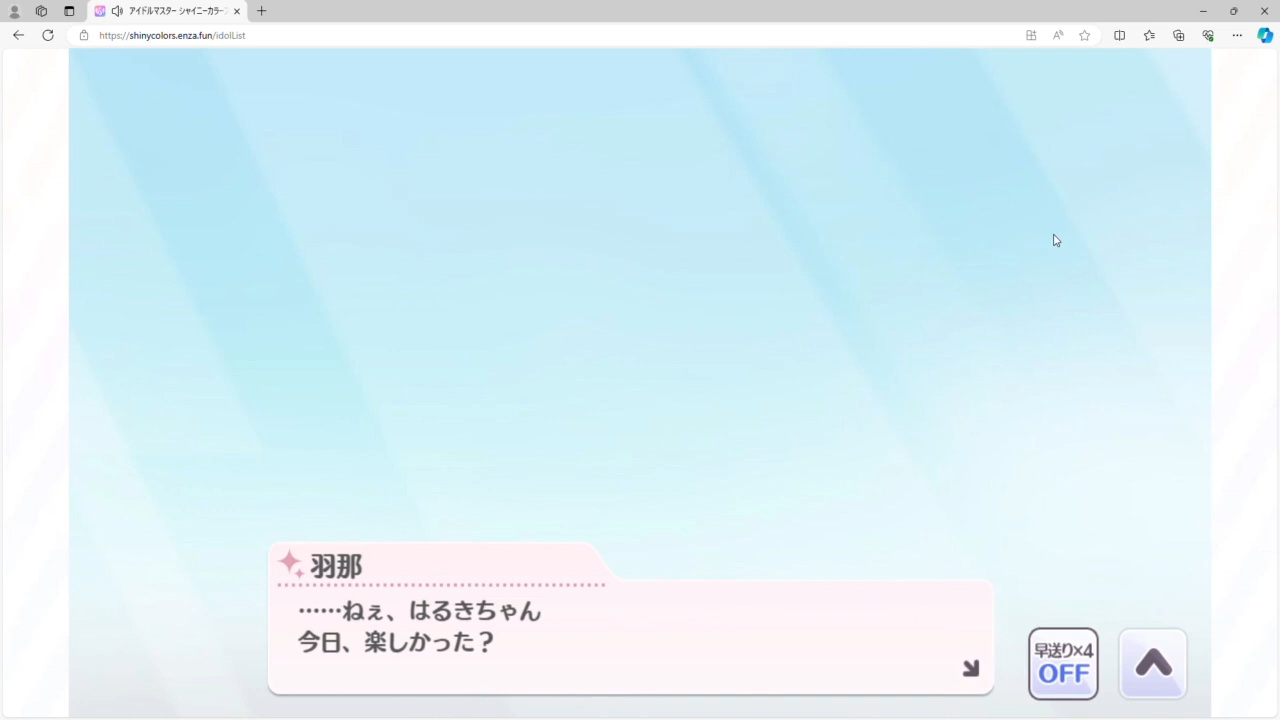 アイドルマスター シャイニーカラーズ
https://shinycolors.enza.fun/idolList
羽那
……ねぇ、はるきちゃん
今日、楽しかった？
早送り×4
OFF